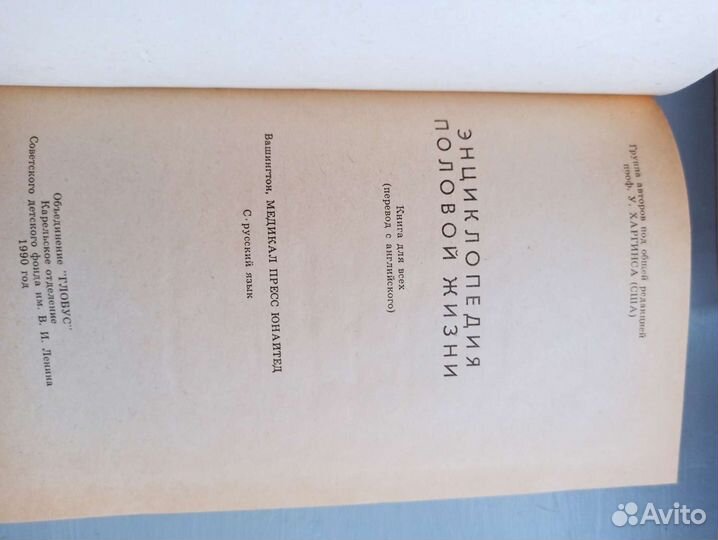 Группа авторов под общей редакцией
проф. У. ХАРГИНСА (США)
ЭНЦИКЛОПЕДИЯ
ПОЛОВОЙ ЖИЗНИ
Книга для всех
(перевод с английского)
Вашингтон, МЕДИКАЛ ПРЕСС ЮНАЙТЕД
С. русский язык
Объединение "ГЛОБУС"
Карельское отделение
Советского детского фонда им. В. И. Ленина
1990 год
Avito